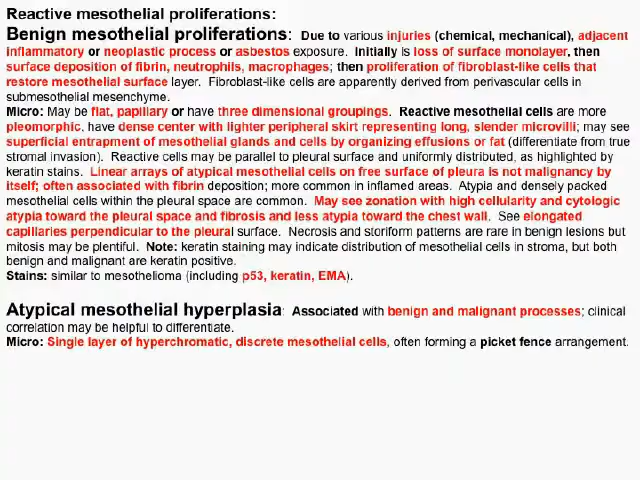 Reactive mesothelial proliferations:
Benign mesothelial proliferations: Due to various injuries (chemical, mechanical), adjacent
inflammatory or neoplastic process or asbestos exposure. Initially is loss of surface monolayer, then
surface deposition of fibrin, neutrophils, macrophages; then proliferation of fibroblast-like cells that
restore mesothelial surface layer. Fibroblast-like cells are apparently derived from perivascular cells in
submesothelial mesenchyme.
Micro: May be flat, papillary or have three dimensional groupings. Reactive mesothelial cells are more
pleomorphic, have dense center with lighter peripheral skirt representing long, slender microvilli; may see
superficial entrapment of mesothelial glands and cells by organizing effusions or fat (differentiate from true
stromal invasion). Reactive cells may be parallel to pleural surface and uniformly distributed, as highlighted by
keratin stains. Linear arrays of atypical mesothelial cells on free surface of pleura is not malignancy by
itself; often associated with fibrin deposition; more common in inflamed areas. Atypia and densely packed
mesothelial cells within the pleural space are common. May see zonation with high cellularity and cytologic
atypia toward the pleural space and fibrosis and less atypia toward the chest wall. See elongated
capillaries perpendicular to the pleural surface. Necrosis and storiform patterns are rare in benign lesions but
mitosis may be plentiful. Note: keratin staining may indicate distribution of mesothelial cells in stroma, but both
benign and malignant are keratin positive.
Stains: similar to mesothelioma (including p53, keratin, EMA).
Atypical mesothelial hyperplasia: Associated with benign and malignant processes; clinical
correlation may be helpful to differentiate.
Micro: Single layer of hyperchromatic, discrete mesothelial cells, often forming a picket fence arrangement.